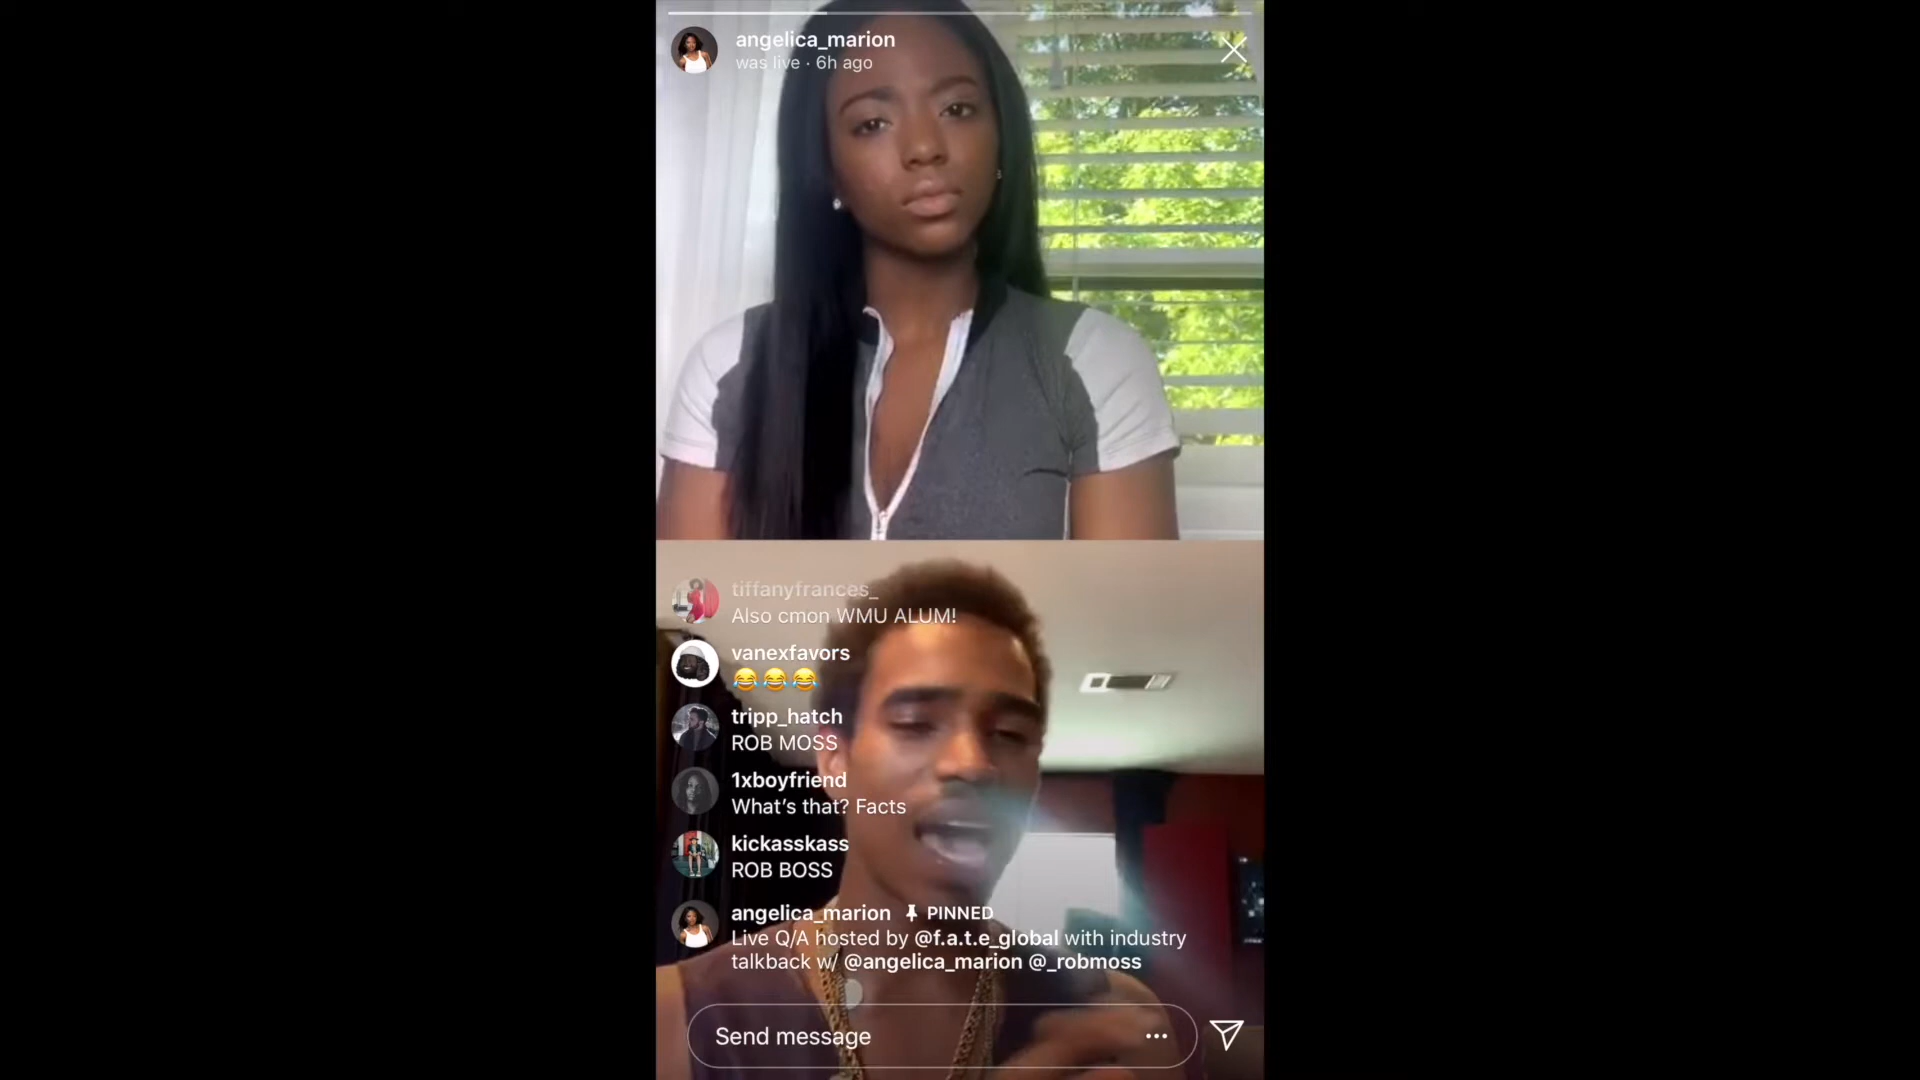 angelica_marion
was live · 6h ago
tiffanyfrances_
Also cmon WMU ALUM!
vanexfavors
😂😂😂
tripp_hatch
ROB MOSS
1xboyfriend
What's that? Facts
kickasskass
ROB BOSS
angelica_marion PINNED
Live Q/A hosted by @f.a.t.e_global with industry
talkback w/ @angelica_marion @_robmoss
Send message